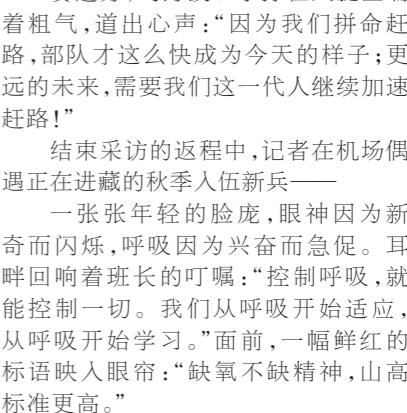 着粗气,道出心声:“因为我们拼命赶
路,部队才这么快成为今天的样子;更
远的未来,需要我们这一代人继续加速
赶路!”
结束采访的返程中,记者在机场偶
遇正在进藏的秋季入伍新兵——
一张张年轻的脸庞,眼神因为新
奇而闪烁,呼吸因为兴奋而急促。耳
畔回响着班长的叮嘱:“控制呼吸,就
能控制一切。我们从呼吸开始适应,
从呼吸开始学习。”面前,一幅鲜红的
标语映入眼帘:“缺氧不缺精神,山高
标准更高。”